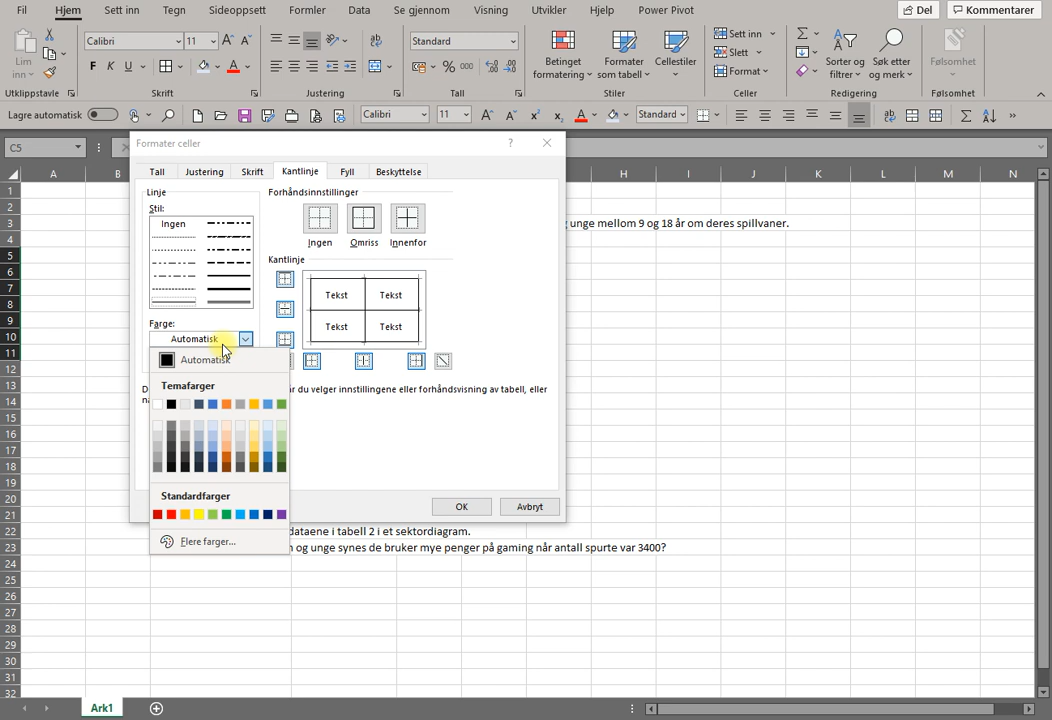 Fil Hjem Sett inn Tegn Sideoppsett Formler Data Se gjennom Visning Utvikler Hjelp Power Pivot Del Kommentarer
Lim inn
Calibri 11
F K U
Standard
% 000
Betinget formatering
Formater som tabell
Cellestiler
Sett inn
Slett
Format
Sorter og filtrer
Søk etter og merk
Følsomhet
Utklippstavle Skrift Justering Tall Stiler Celler Redigering Følsomhet
Lagre automatisk Calibri 11 Standard
C5
Formater celler ?
Tall Justering Skrift Kantlinje Fyll Beskyttelse
Linje
Stil:
Ingen
Forhåndsinnstillinger
Ingen Omriss Innenfor
Kantlinje
Tekst Tekst
Tekst Tekst
Farge:
Automatisk
Automatisk
Temafarger
Standardfarger
Flere farger...
år du velger innstillingene eller forhåndsvisning av tabell, eller
OK Avbryt
A B H I J K L M N
1
2
3 unge mellom 9 og 18 år om deres spillvaner.
4
5
6
7
8
9
10
11
12
13
14
15
16
17
18
19
20
21
22 dataene i tabell 2 i et sektordiagram.
23 og unge synes de bruker mye penger på gaming når antall spurte var 3400?
24
25
26
27
28
29
30
31
32
Ark1